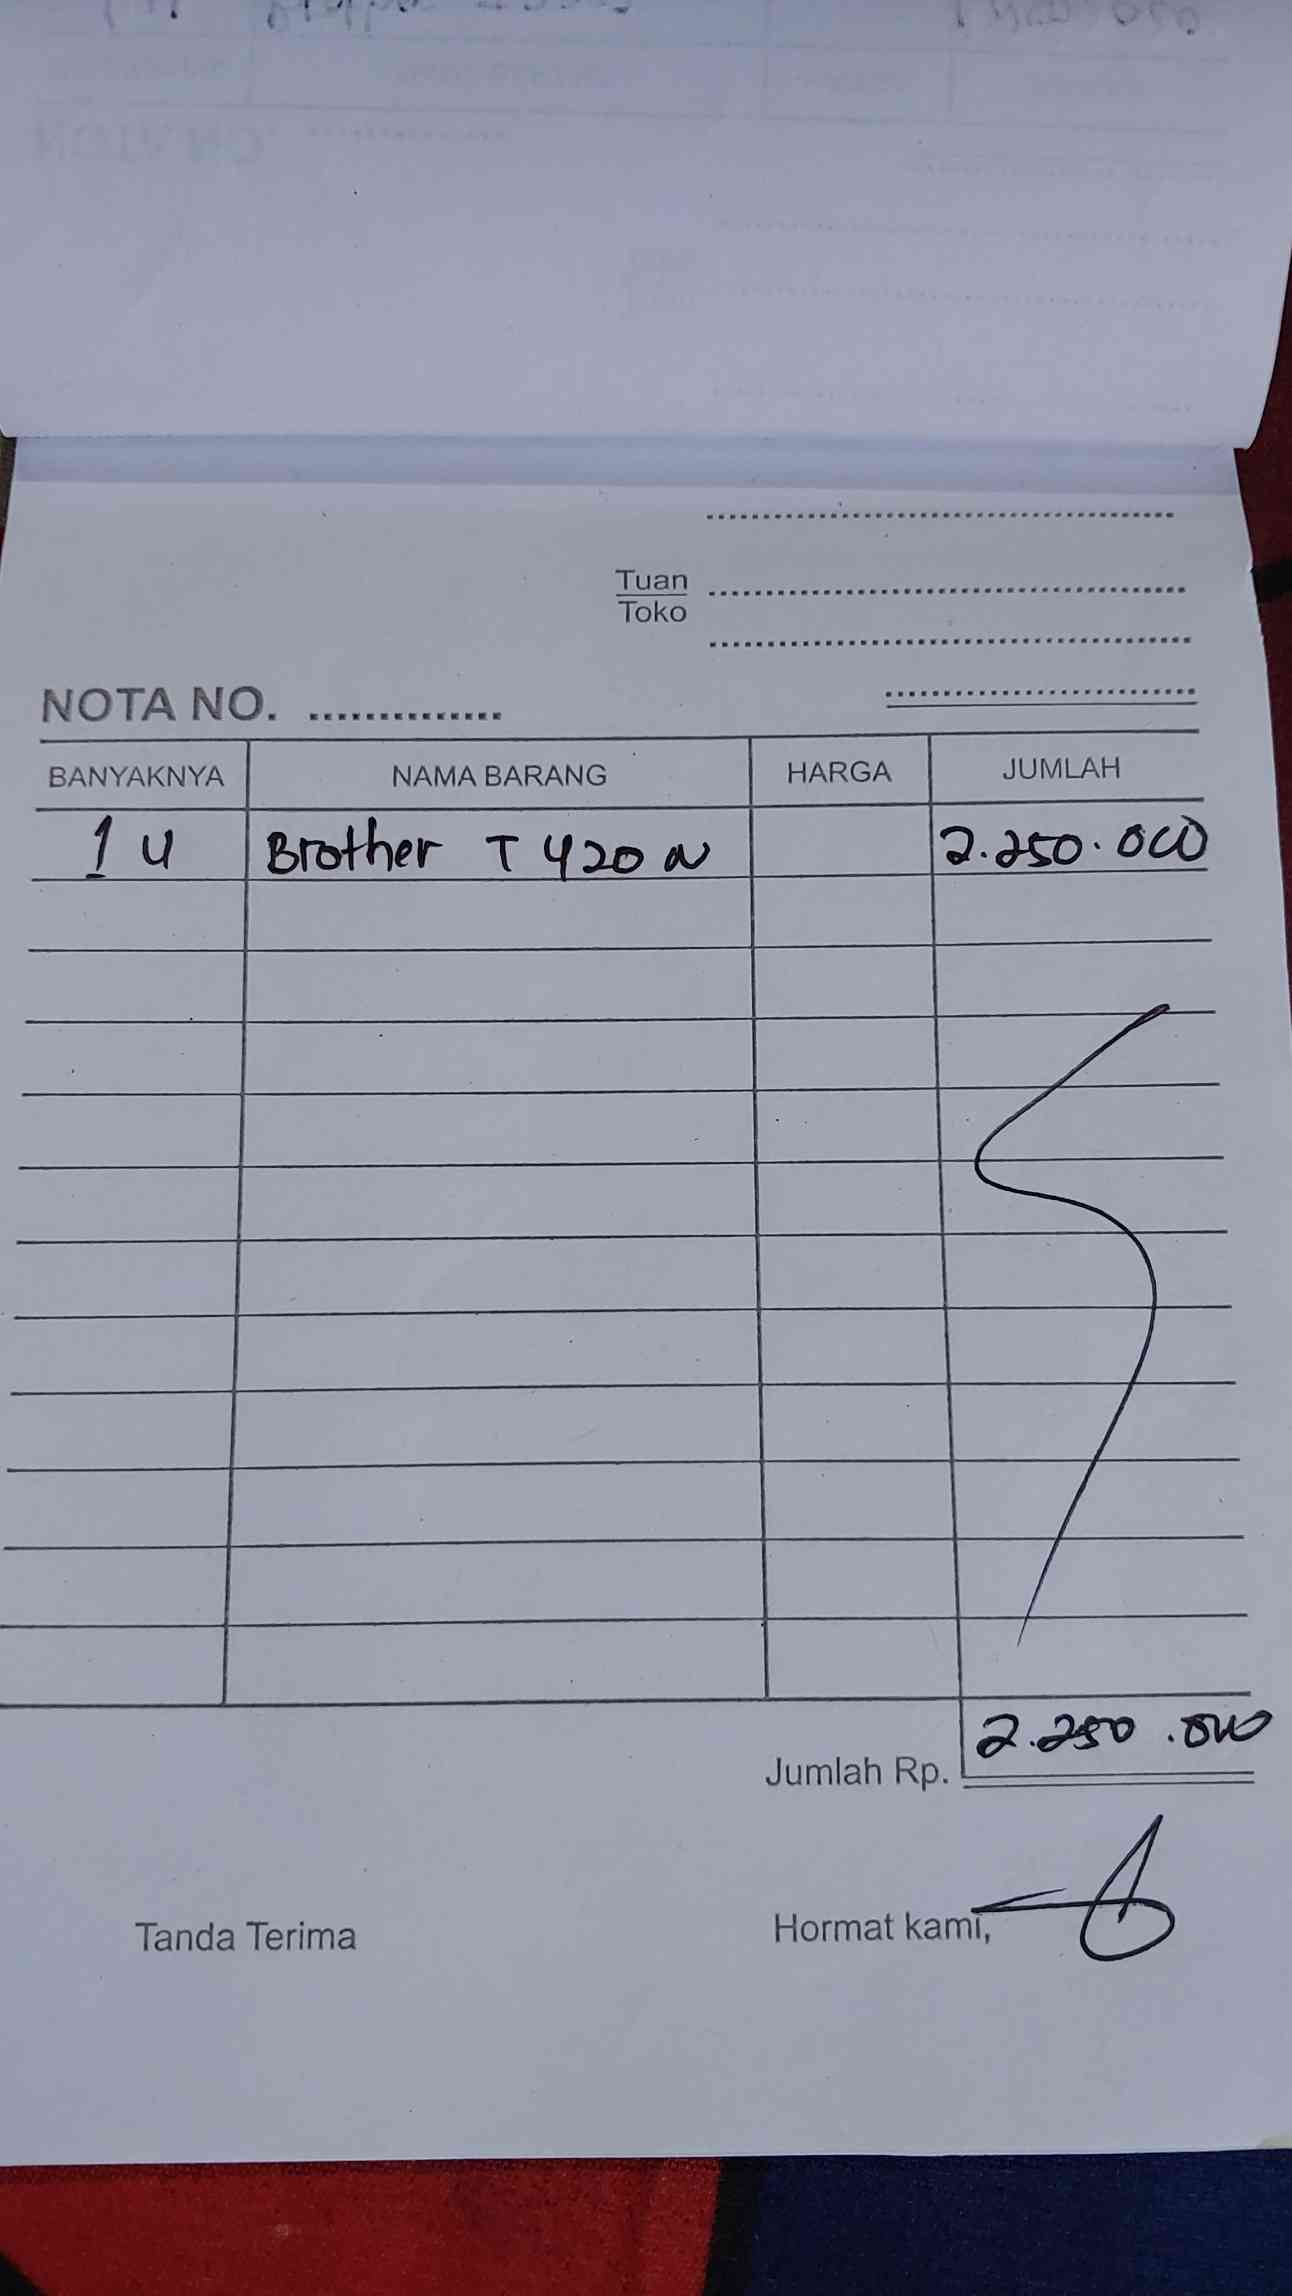 Tuan
Toko
NOTA NO. ..............
BANYAKNYA NAMA BARANG HARGA JUMLAH
1 U Brother T 420 W 2.250.000
Jumlah Rp. 2.250.000
Tanda Terima Hormat kami,